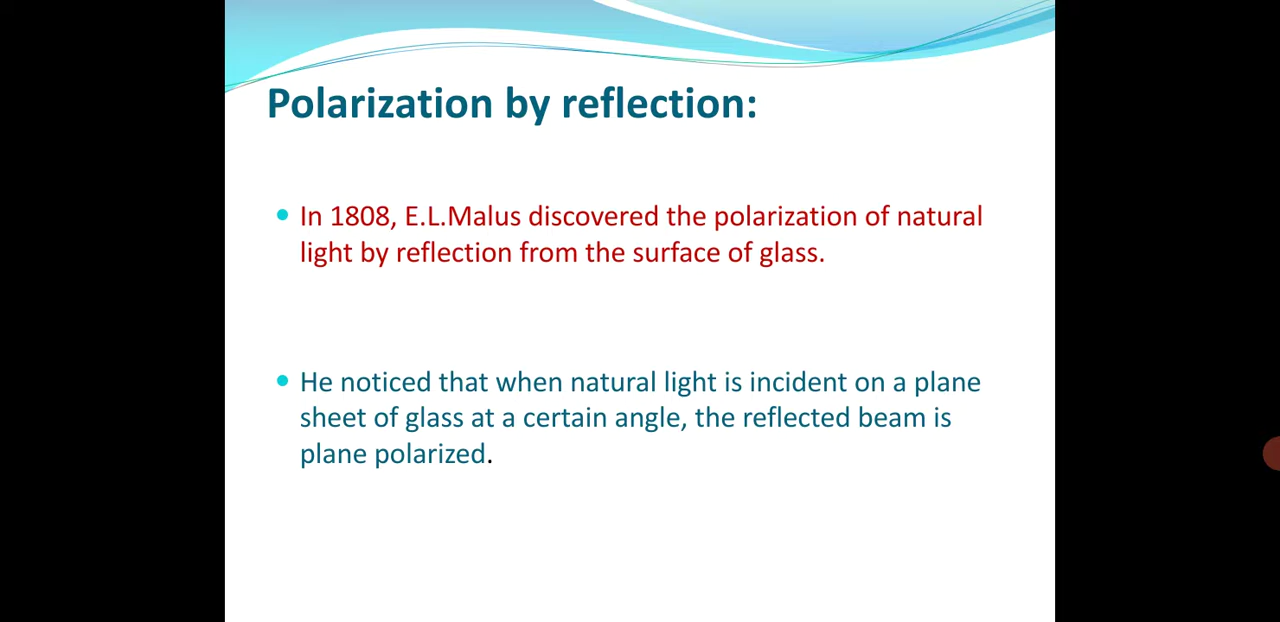 Polarization by reflection:
In 1808, E.L.Malus discovered the polarization of natural
light by reflection from the surface of glass.
He noticed that when natural light is incident on a plane
sheet of glass at a certain angle, the reflected beam is
plane polarized.